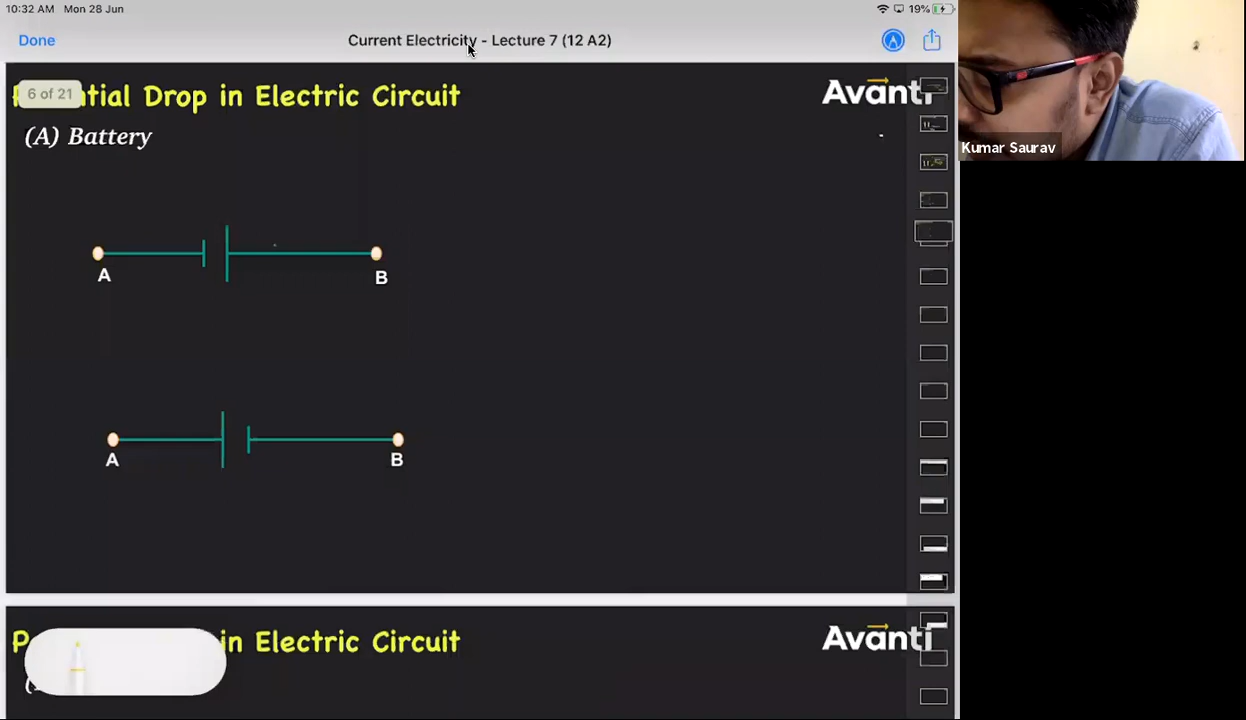 10:32 AM Mon 28 Jun
19%
Done
Current Electricity - Lecture 7 (12 A2)
6 of 21
ntial Drop in Electric Circuit
Avanti
(A) Battery
Kumar Saurav
A
B
A
B
in Electric Circuit
Avanti